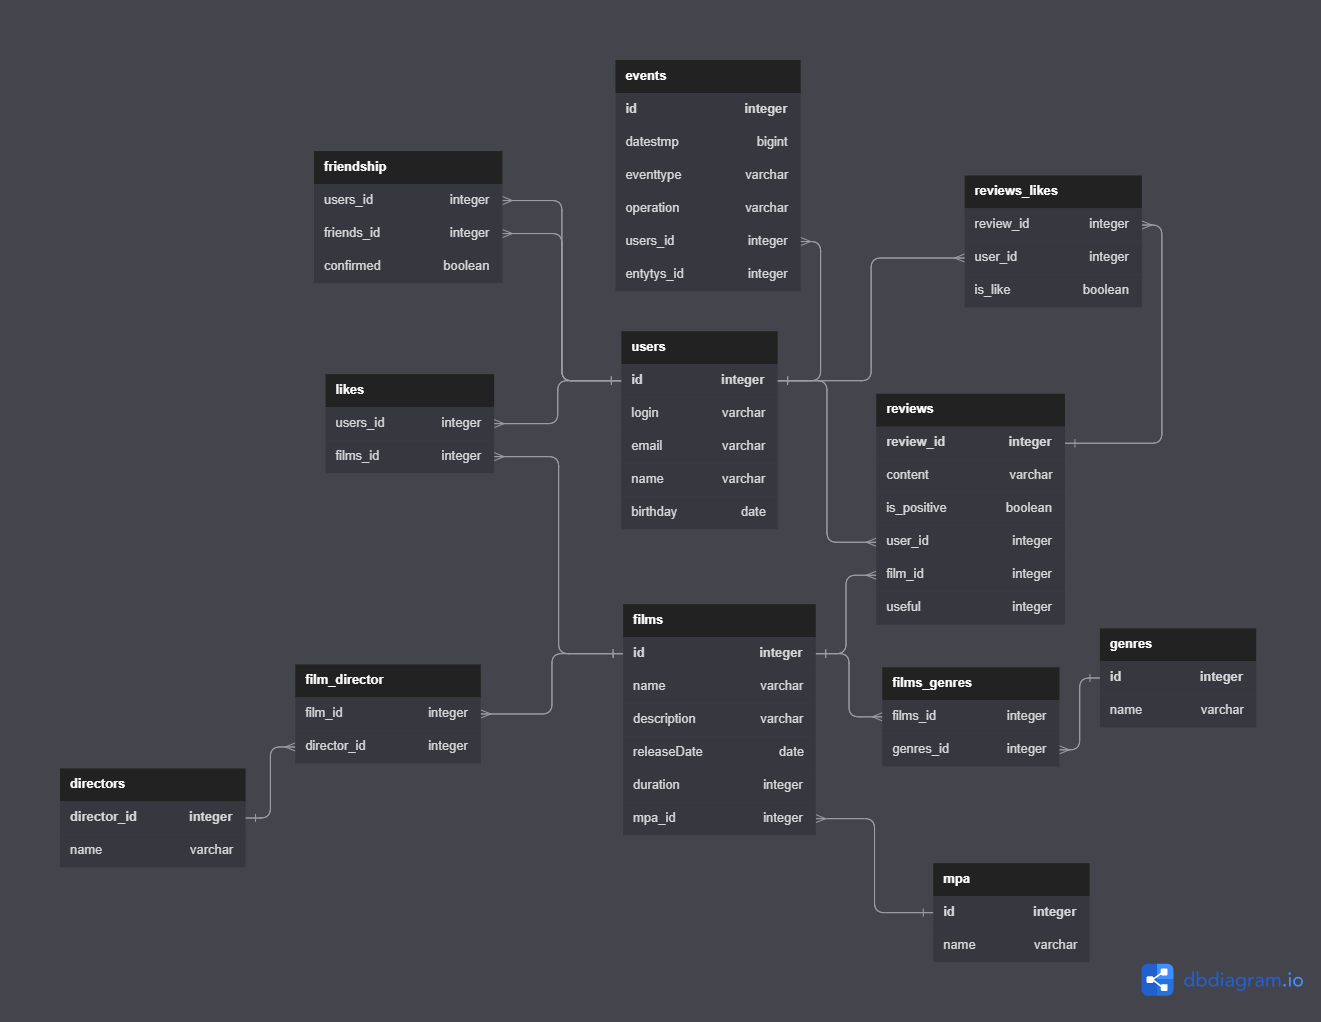 events
id integer
datestmp bigint
eventtype varchar
operation varchar
users_id integer
entytys_id integer
friendship
users_id integer
friends_id integer
confirmed boolean
reviews_likes
review_id integer
user_id integer
is_like boolean
users
id integer
login varchar
email varchar
name varchar
birthday date
likes
users_id integer
films_id integer
reviews
review_id integer
content varchar
is_positive boolean
user_id integer
film_id integer
useful integer
films
id integer
name varchar
description varchar
releaseDate date
duration integer
mpa_id integer
genres
id integer
name varchar
film_director
film_id integer
director_id integer
films_genres
films_id integer
genres_id integer
directors
director_id integer
name varchar
mpa
id integer
name varchar
dbdiagram.io